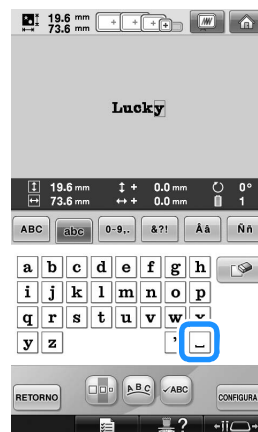 19.6 mm
73.6 mm
Lucky
19.6 mm + 0.0 mm 0°
73.6 mm + 0.0 mm 1
ABC abc 0-9,. &?! Åâ Ññ
a b c d e f g h
i j k l m n o p
q r s t u v w x
y z ' ␣
RETORNO ABC ✓ABC CONFIGURA
?